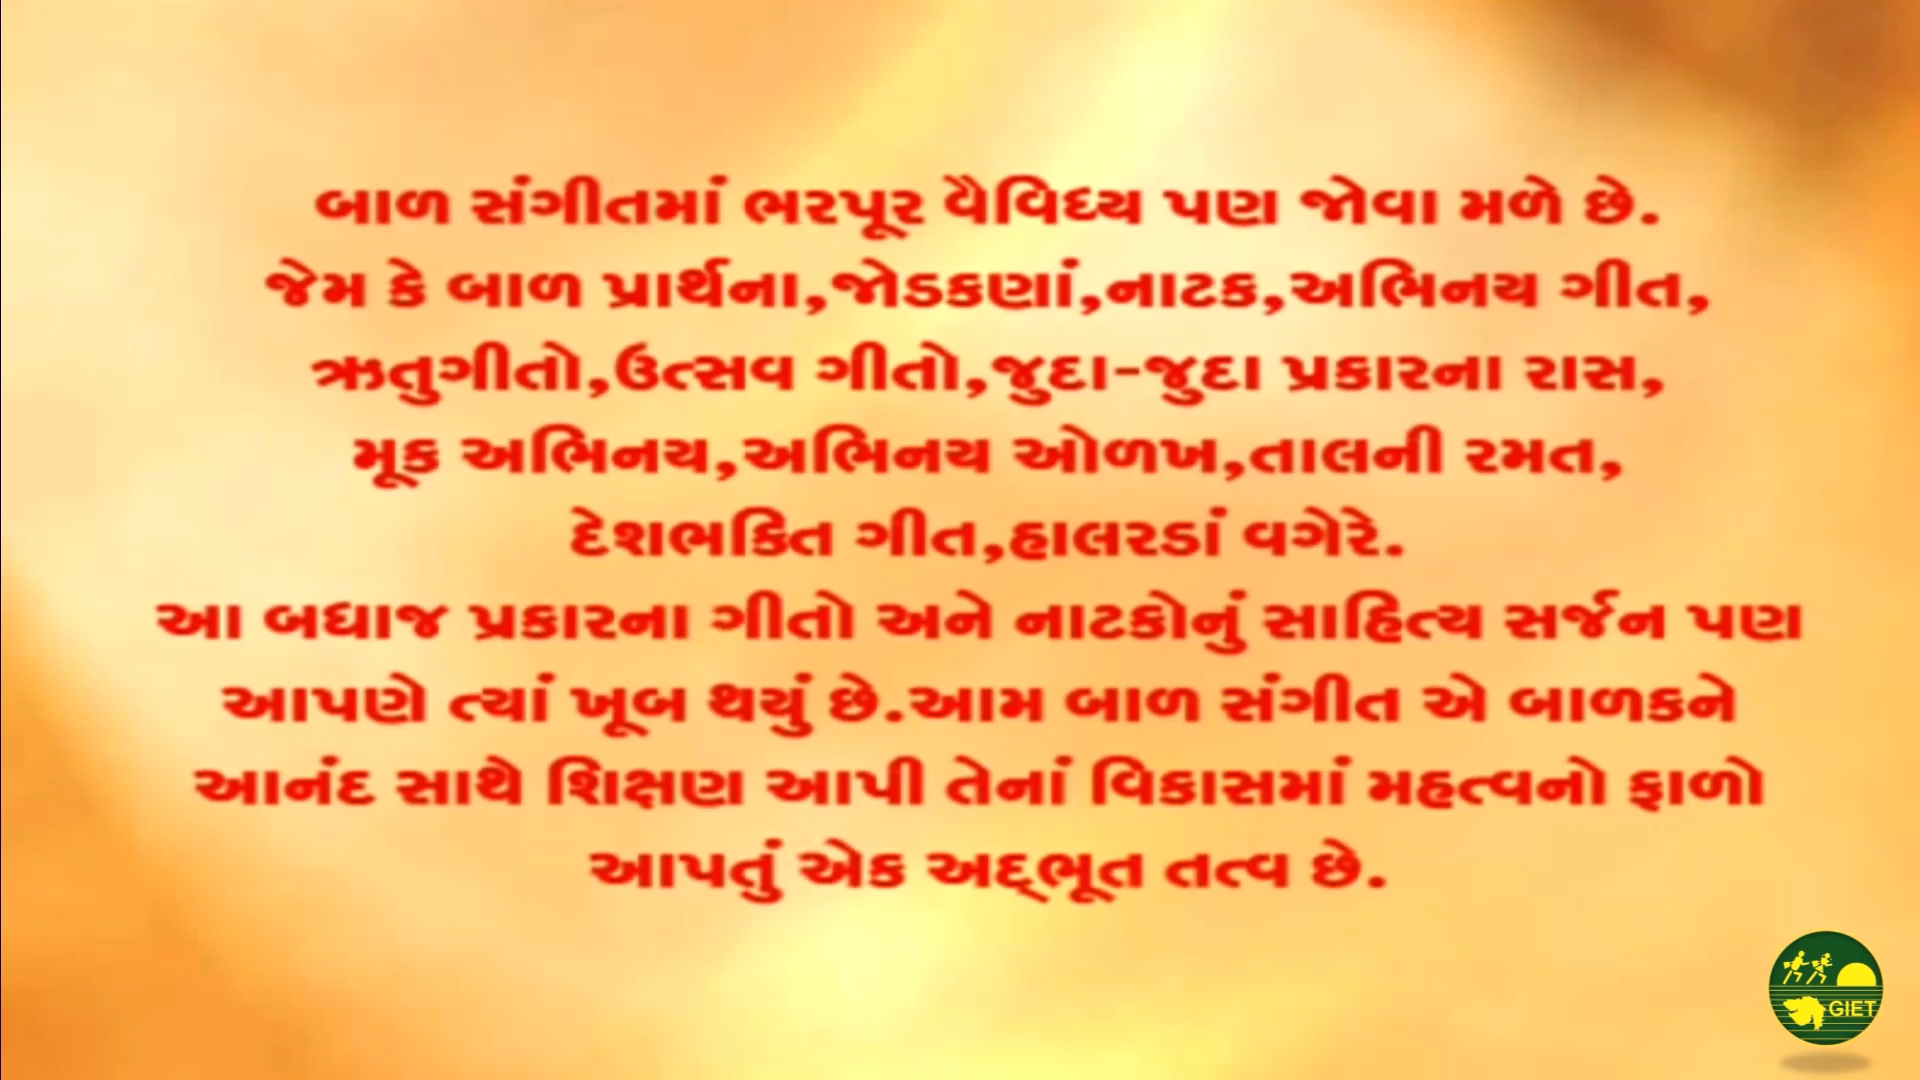 બાળ સંગીતમાં ભરપૂર વૈવિધ્ય પણ જોવા મળે છે.
જેમ કે બાળ પ્રાર્થના,જોડકણાં,નાટક,અભિનય ગીત,
ઋતુગીતો,ઉત્સવ ગીતો,જુદા-જુદા પ્રકારના રાસ,
મૂક અભિનય,અભિનય ઓળખ,તાલની રમત,
દેશભક્તિ ગીત,હાલરડાં વગેરે.
આ બધાજ પ્રકારના ગીતો અને નાટકોનું સાહિત્ય સર્જન પણ
આપણે ત્યાં ખૂબ થયું છે.આમ બાળ સંગીત એ બાળકને
આનંદ સાથે શિક્ષણ આપી તેનાં વિકાસમાં મહત્વનો ફાળો
આપતું એક અદ્‌ભૂત તત્વ છે.
GIET